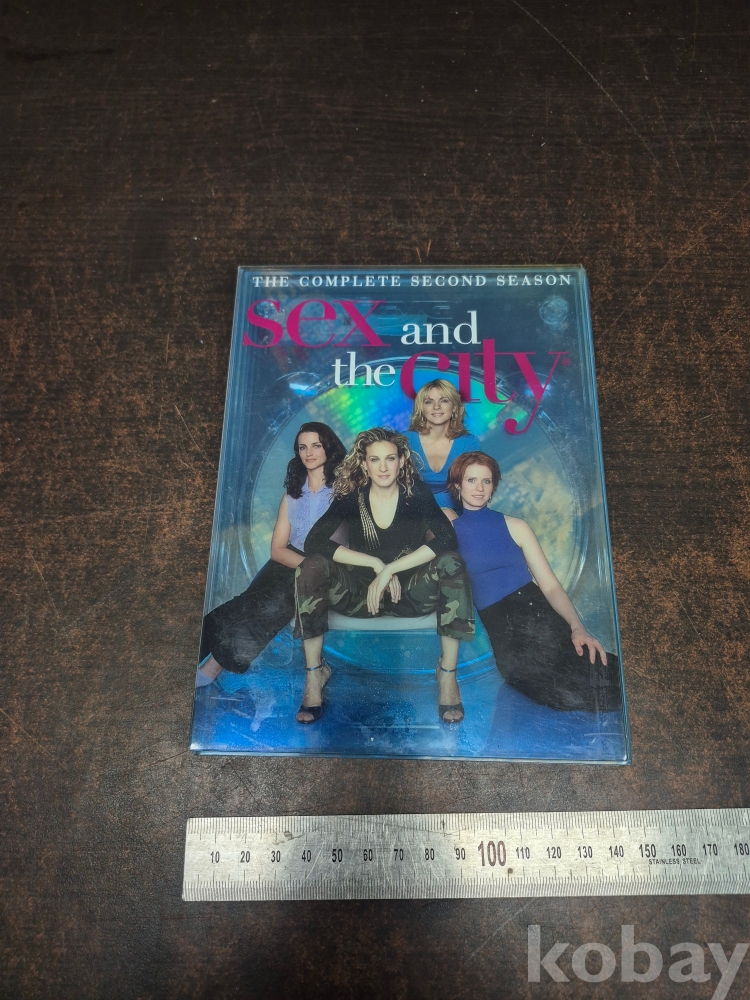 THE COMPLETE SECOND SEASON
sex and
the city®
10 20 30 40 50 60 70 80 90 100 110 120 130 140 150 160 170 180
STAINLESS STEEL
kobay